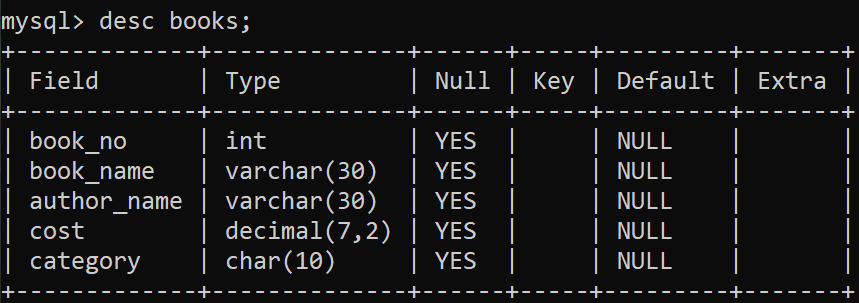 mysql> desc books;
+-------------+--------------+------+-----+---------+-------+
| Field       | Type         | Null | Key | Default | Extra |
+-------------+--------------+------+-----+---------+-------+
| book_no     | int          | YES  |     | NULL    |       |
| book_name   | varchar(30)  | YES  |     | NULL    |       |
| author_name | varchar(30)  | YES  |     | NULL    |       |
| cost        | decimal(7,2) | YES  |     | NULL    |       |
| category    | char(10)     | YES  |     | NULL    |       |
+-------------+--------------+------+-----+---------+-------+